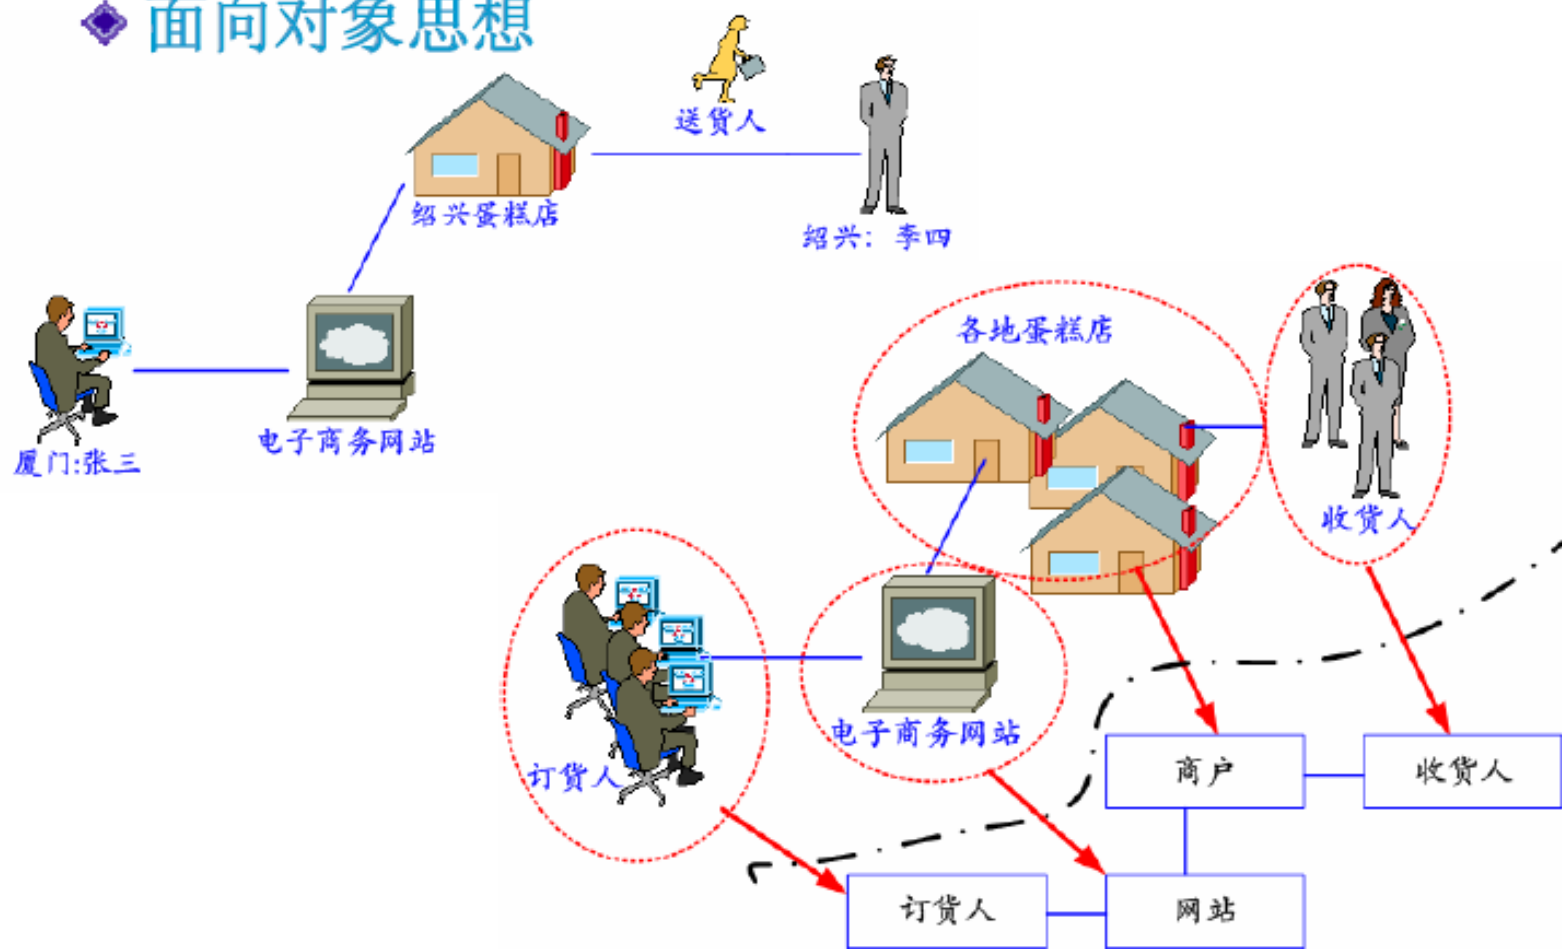 面向对象思想
送货人
绍兴蛋糕店
绍兴：李四
厦门:张三
电子商务网站
各地蛋糕店
收货人
订货人
电子商务网站
商户
收货人
订货人
网站